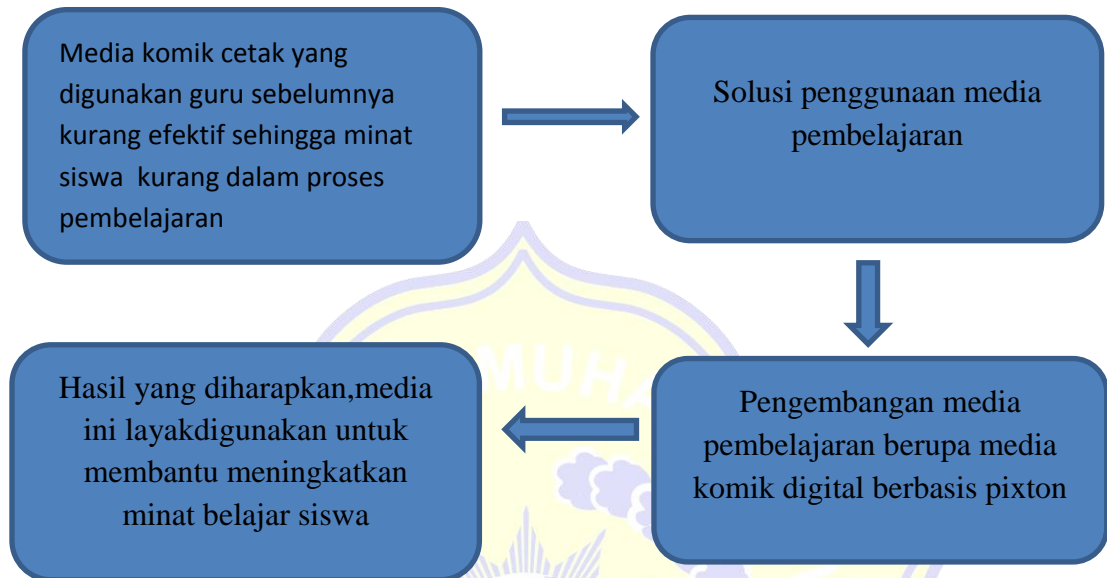 Media komik cetak yang
digunakan guru sebelumnya
kurang efektif sehingga minat
siswa  kurang dalam proses
pembelajaran
Solusi penggunaan media
pembelajaran
Pengembangan media
pembelajaran berupa media
komik digital berbasis pixton
Hasil yang diharapkan,media
ini layakdigunakan untuk
membantu meningkatkan
minat belajar siswa
MUHA